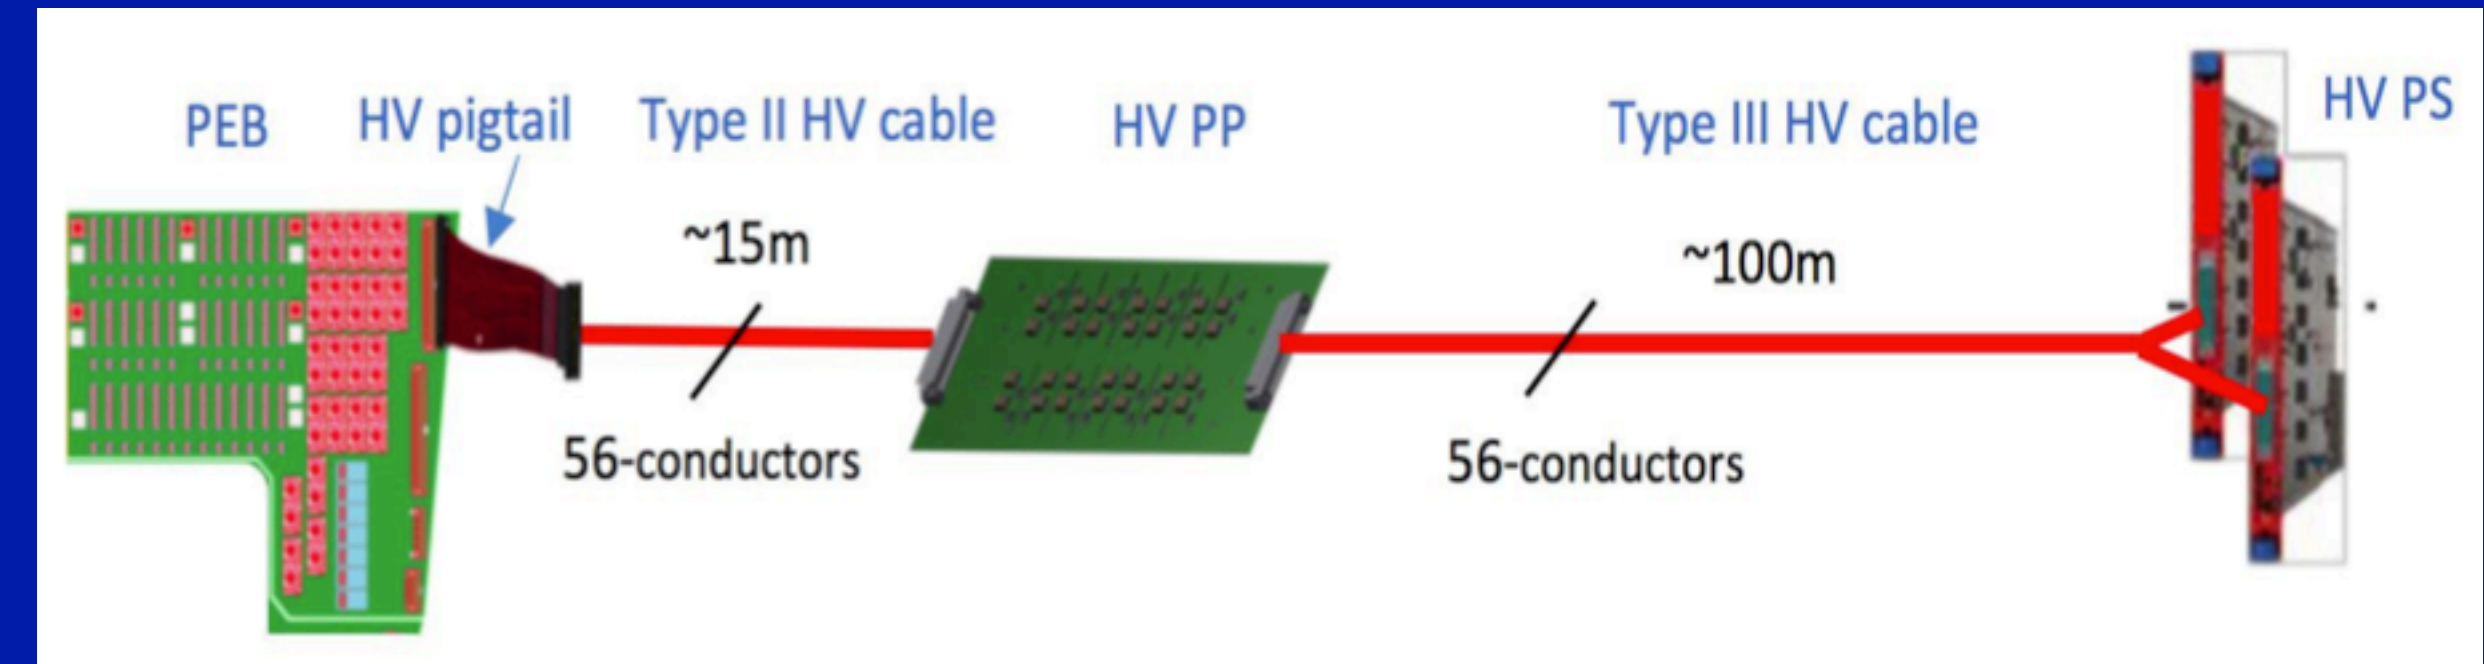 PEB
HV pigtail
Type II HV cable
HV PP
Type III HV cable
HV PS
~15m
~100m
56-conductors
56-conductors